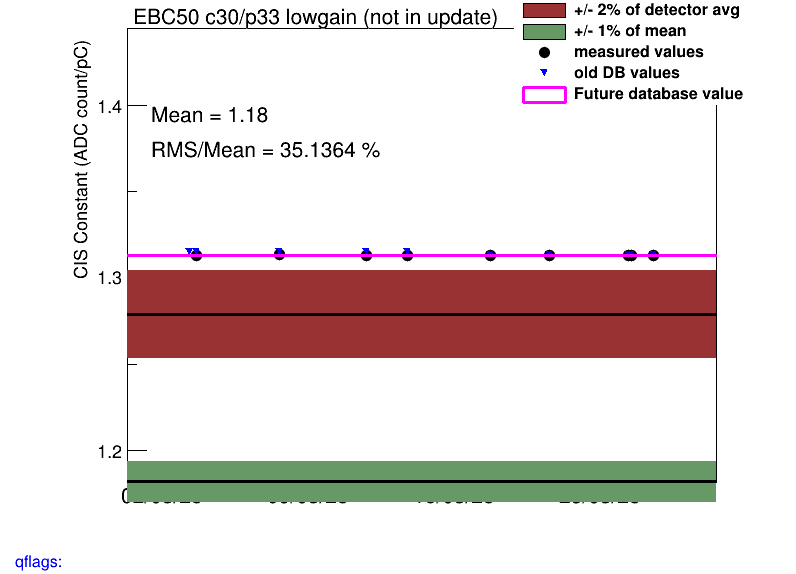 EBC50 c30/p33 lowgain (not in update)
+/- 2% of detector avg
+/- 1% of mean
measured values
old DB values
Future database value
CIS Constant (ADC count/pC)
1.4
Mean = 1.18
RMS/Mean = 35.1364 %
1.3
1.2
qflags: